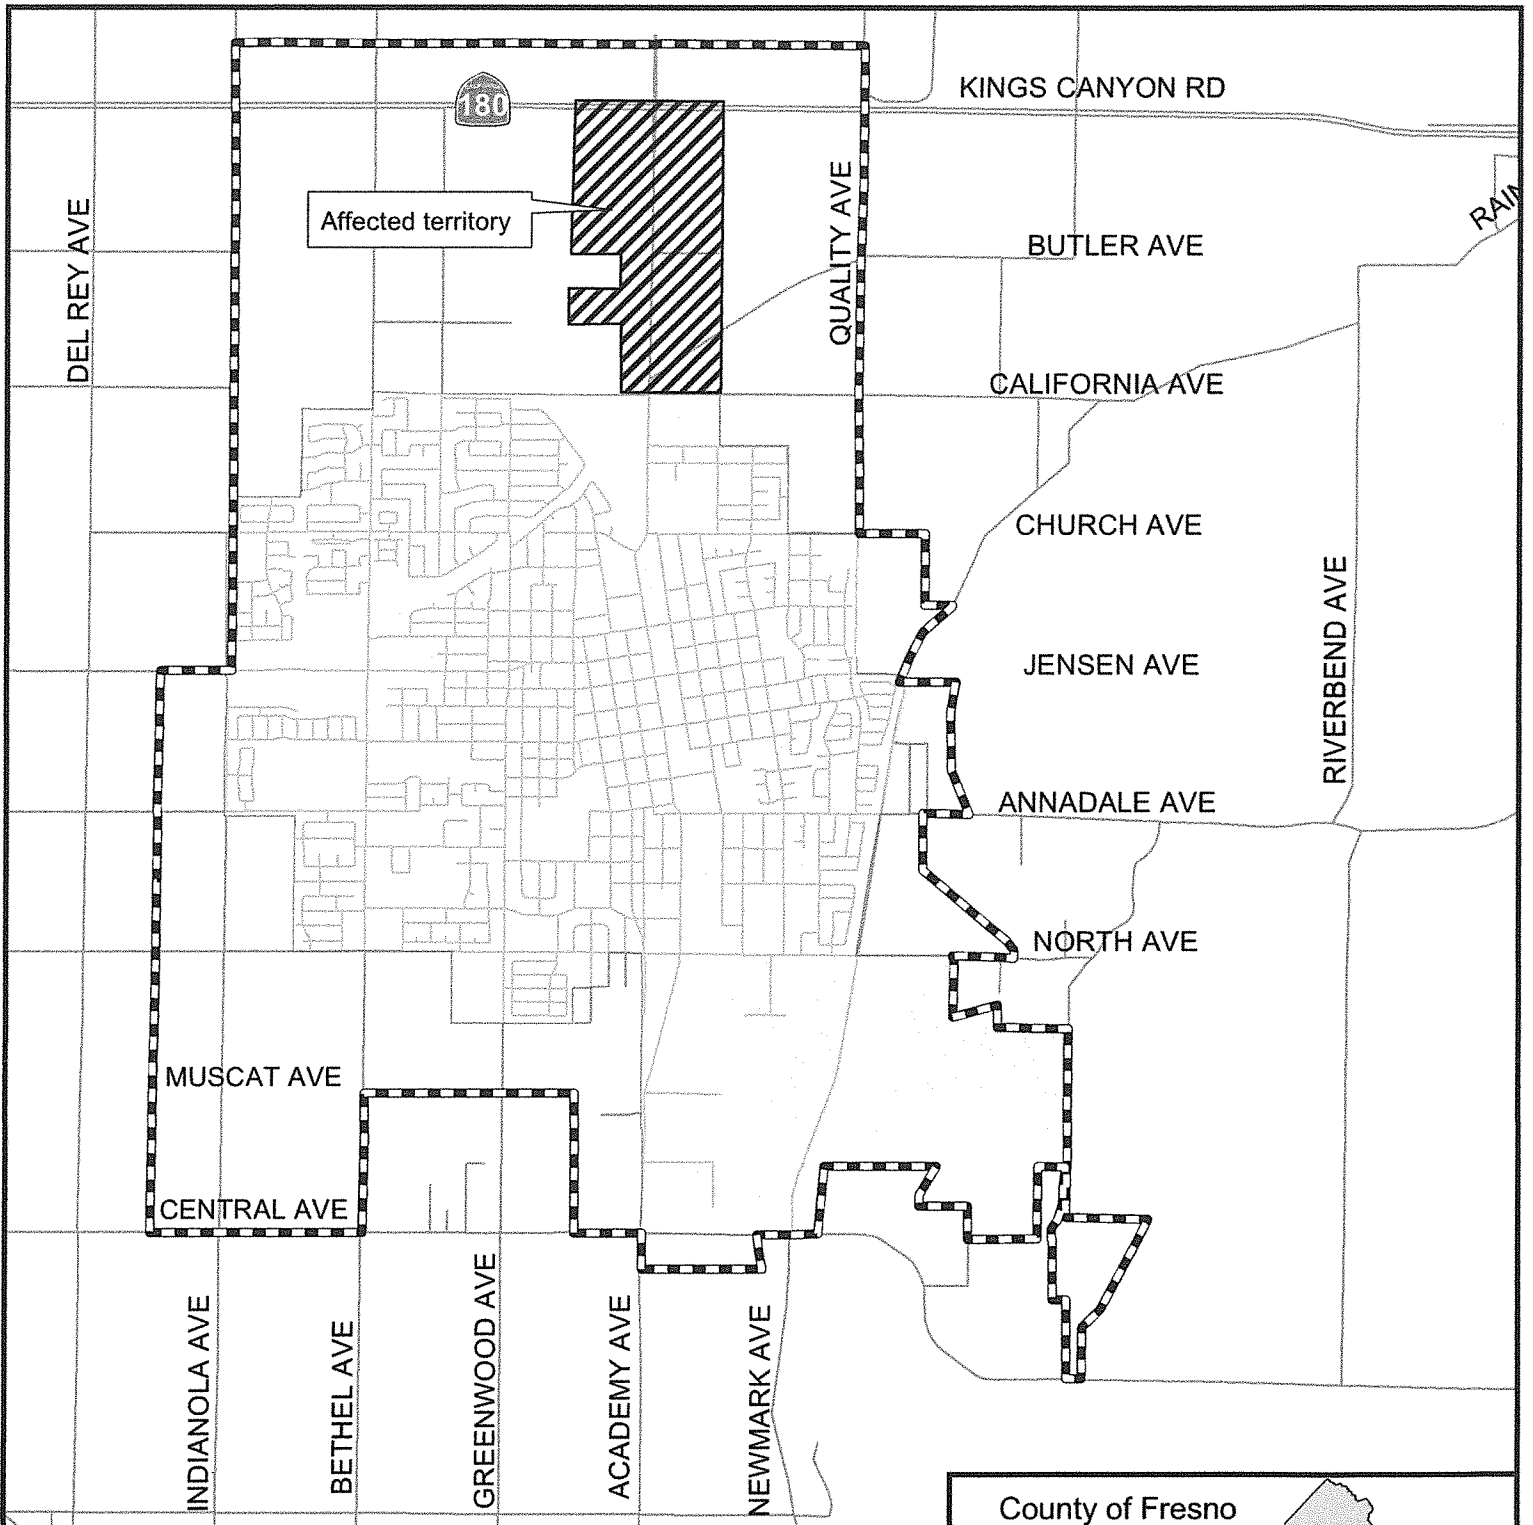 KINGS CANYON RD
180
Affected territory
DEL REY AVE
QUALITY AVE
BUTLER AVE
CALIFORNIA AVE
CHURCH AVE
JENSEN AVE
RIVERBEND AVE
ANNADALE AVE
NORTH AVE
MUSCAT AVE
CENTRAL AVE
INDIANOLA AVE
BETHEL AVE
GREENWOOD AVE
ACADEMY AVE
NEWMARK AVE
County of Fresno